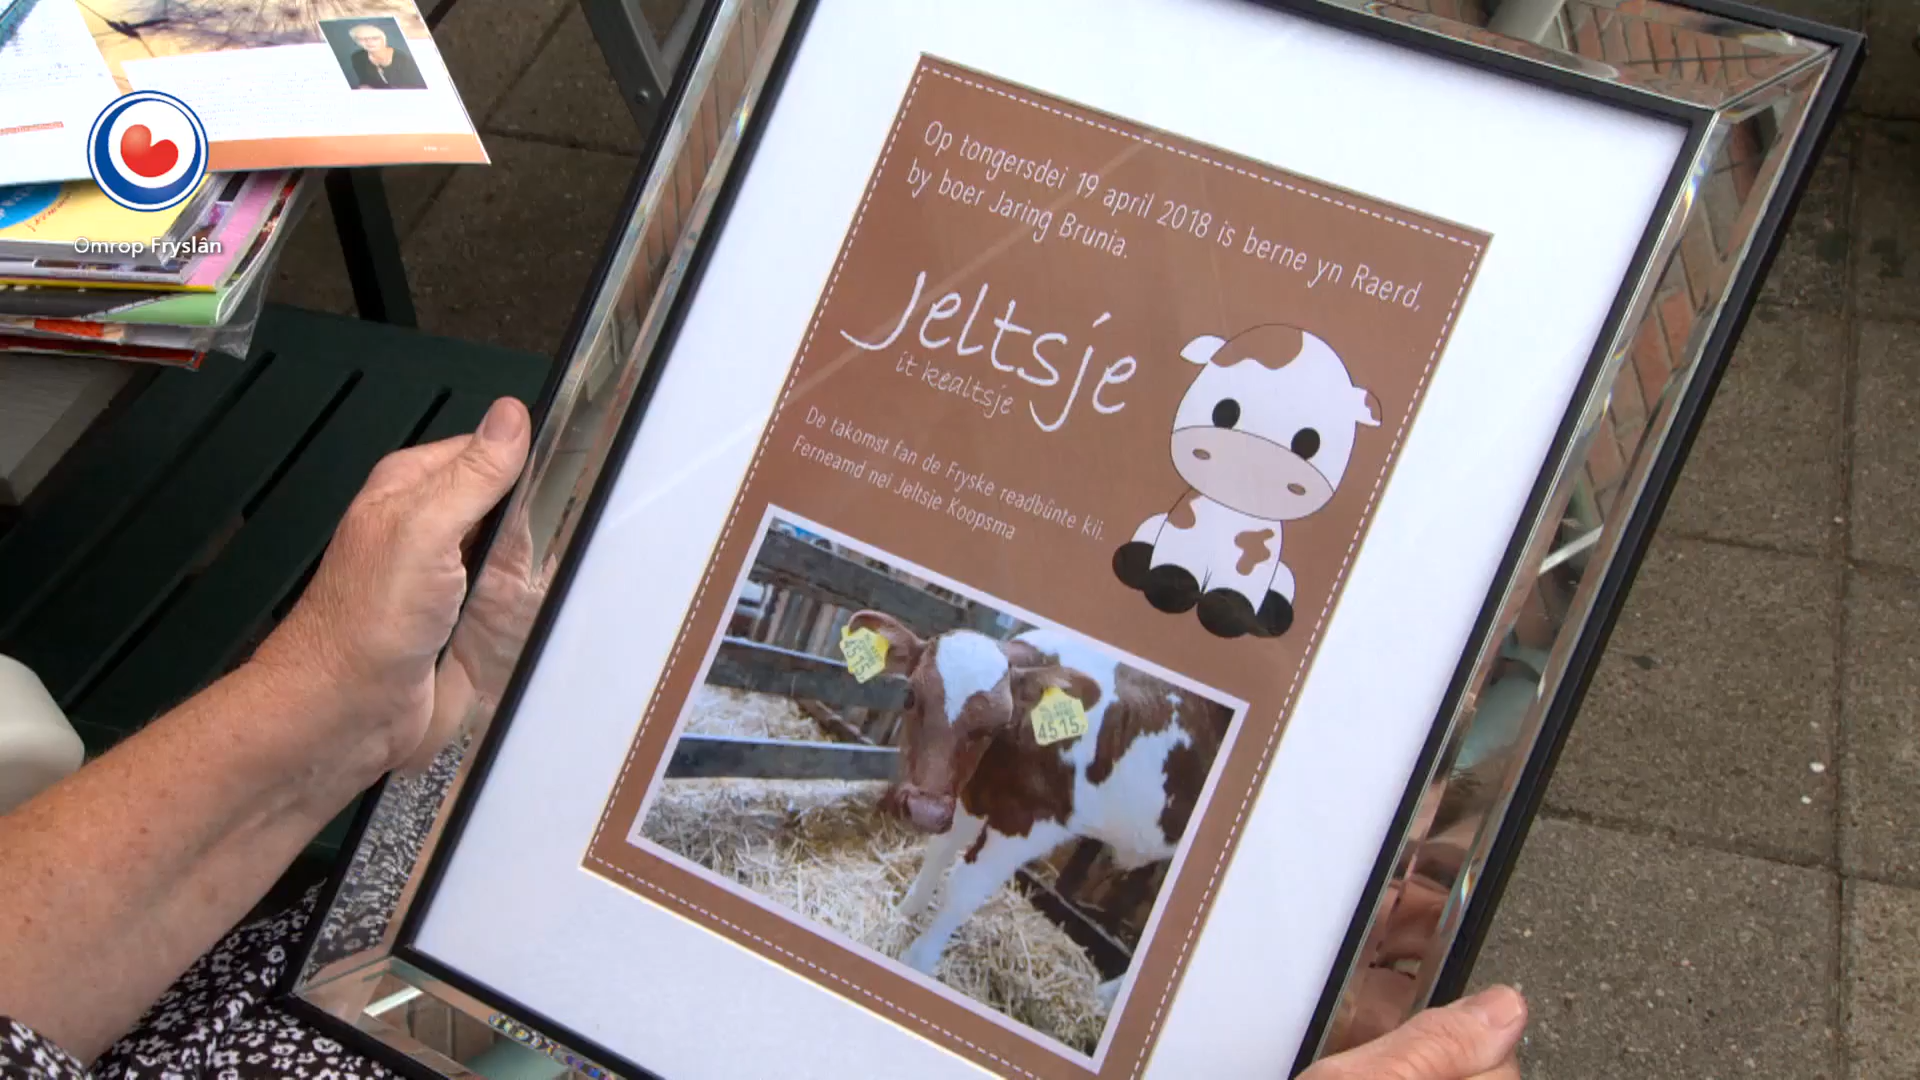 Omrop Fryslân
Op tongersdei 19 april 2018 is berne yn Raerd,
by boer Jaring Brunia.
Jeltsje
it kealtsje
De takomst fan de Fryske readbûnte kij.
Ferneamd nei Jeltsje Koopsma
4515
4515